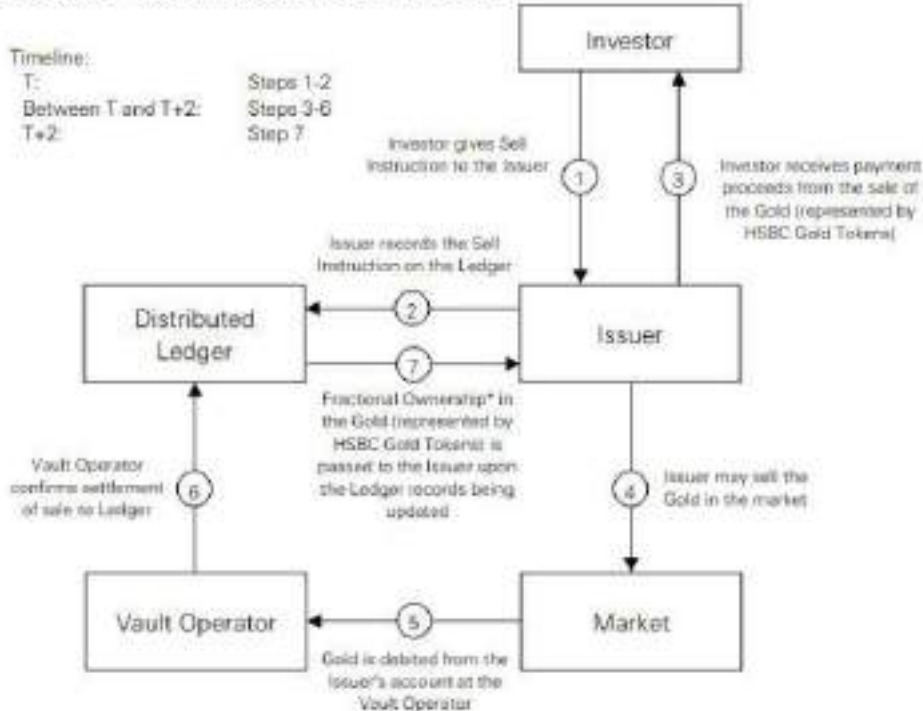 Timeline:
T: Steps 1-2
Between T and T+2: Steps 3-6
T+2: Step 7
Investor
Investor gives Sell
Instruction to the Issuer
1
3
Investor receives payment
proceeds from the sale of
the Gold (represented by
HSBC Gold Tokens)
Issuer records the Sell
Instruction on the Ledger
2
Distributed
Ledger
Issuer
7
Fractional Ownership* in
the Gold (represented by
HSBC Gold Tokens) is
passed to the Issuer upon
the Ledger records being
updated
Vault Operator
confirms settlement
of sale to Ledger
6
4
Issuer may sell the
Gold in the market
Vault Operator
5
Market
Gold is debited from the
Issuer's account at the
Vault Operator